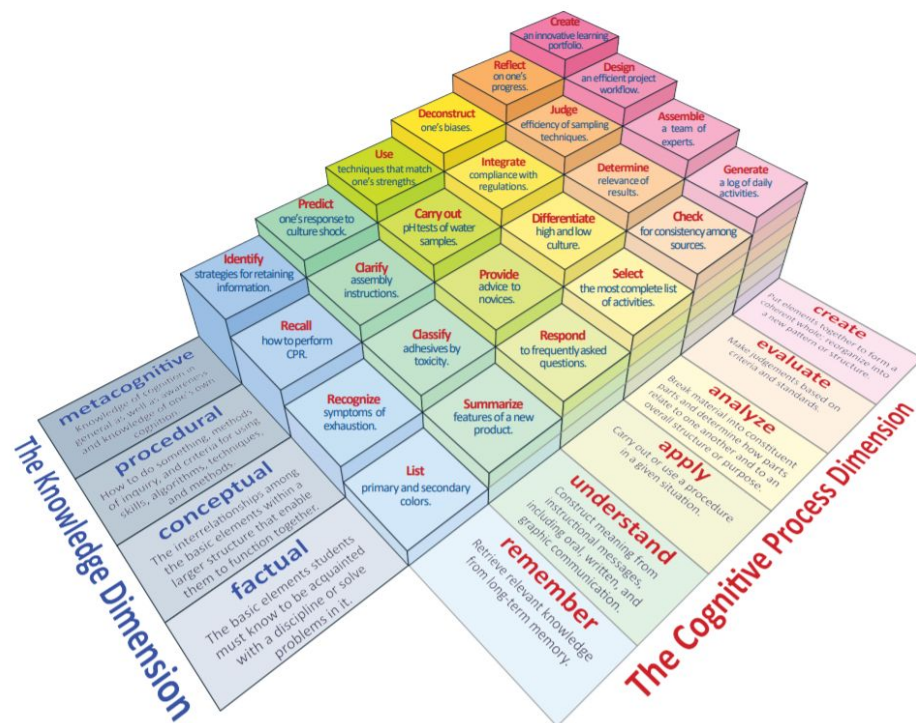 Create
an innovative learning
portfolio.
Reflect
on one's
progress.
Design
an efficient project
workflow.
Deconstruct
one's biases.
Judge
efficiency of sampling
techniques.
Assemble
a team of
experts.
Use
techniques that match
one's strengths.
Integrate
compliance with
regulations.
Determine
relevance of
results.
Generate
a log of daily
activities.
Predict
one's response to
culture shock.
Carry out
pH tests of water
samples.
Differentiate
high and low
culture.
Check
for consistency among
sources.
Identify
strategies for retaining
information.
Clarify
assembly
instructions.
Provide
advice to
novices.
Select
the most complete list
of activities.
Recall
how to perform
CPR.
Classify
adhesives by
toxicity.
Respond
to frequently asked
questions.
Recognize
symptoms of
exhaustion.
Summarize
features of a new
product.
List
primary and secondary
colors.
The Knowledge Dimension
metacognitive
Knowledge of cognition in
general as well as awareness
and knowledge of one's own
cognition.
procedural
How to do something, methods
of inquiry, and criteria for using
skills, algorithms, techniques,
and methods.
conceptual
The interrelationships among
the basic elements within a
larger structure that enable
them to function together.
factual
The basic elements students
must know to be acquainted
with a discipline or solve
problems in it.
The Cognitive Process Dimension
remember
Retrieve relevant knowledge
from long-term memory.
understand
Construct meaning from
instructional messages,
including oral, written, and
graphic communication.
apply
Carry out or use a procedure
in a given situation.
analyze
Break material into constituent
parts and determine how parts
relate to one another and to an
overall structure or purpose.
evaluate
Make judgements based on
criteria and standards.
create
Put elements together to form a
coherent whole; reorganize into
a new pattern or structure.